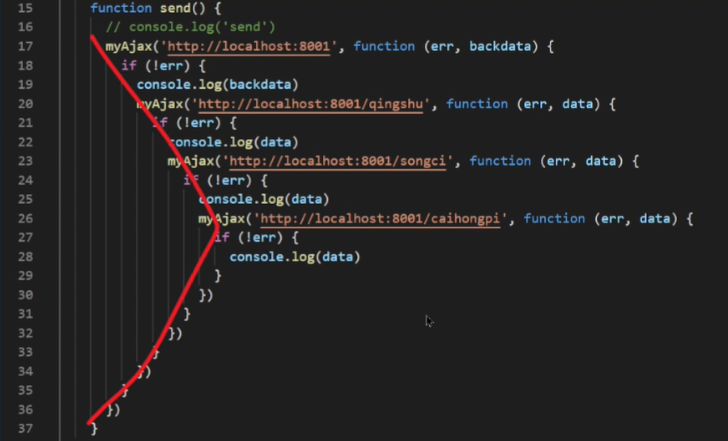 15 function send() {
16 // console.log('send')
17 myAjax('http://localhost:8001', function (err, backdata) {
18 if (!err) {
19 console.log(backdata)
20 myAjax('http://localhost:8001/qingshu', function (err, data) {
21 if (!err) {
22 console.log(data)
23 myAjax('http://localhost:8001/songci', function (err, data) {
24 if (!err) {
25 console.log(data)
26 myAjax('http://localhost:8001/caihongpi', function (err, data) {
27 if (!err) {
28 console.log(data)
29 }
30 })
31 }
32 })
33 }
34 })
35 }
36 })
37 }